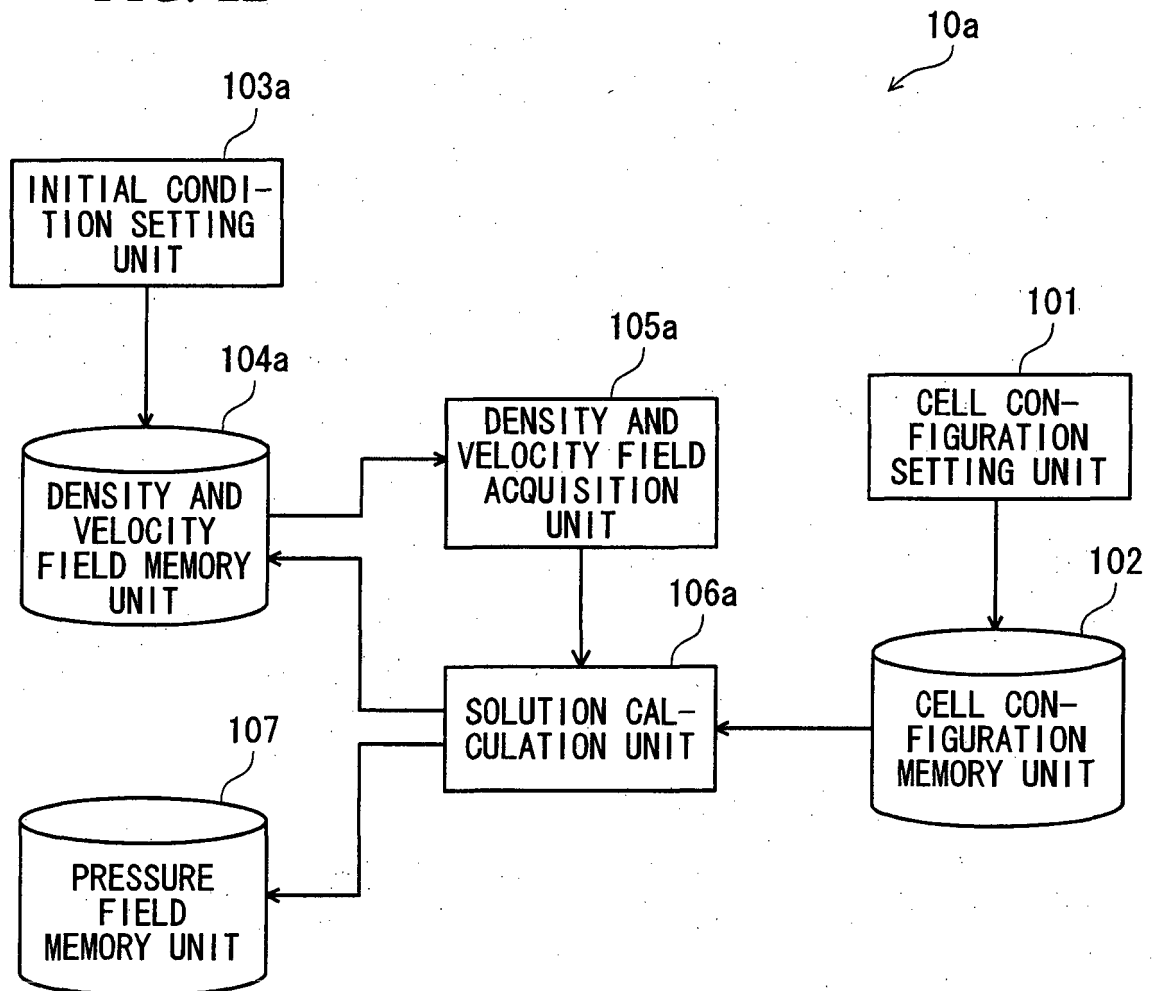 10a
103a
INITIAL CONDI-
TION SETTING
UNIT
104a
DENSITY AND
VELOCITY
FIELD MEMORY
UNIT
105a
DENSITY AND
VELOCITY FIELD
ACQUISITION
UNIT
101
CELL CON-
FIGURATION
SETTING UNIT
106a
SOLUTION CAL-
CULATION UNIT
102
CELL CON-
FIGURATION
MEMORY UNIT
107
PRESSURE
FIELD
MEMORY UNIT